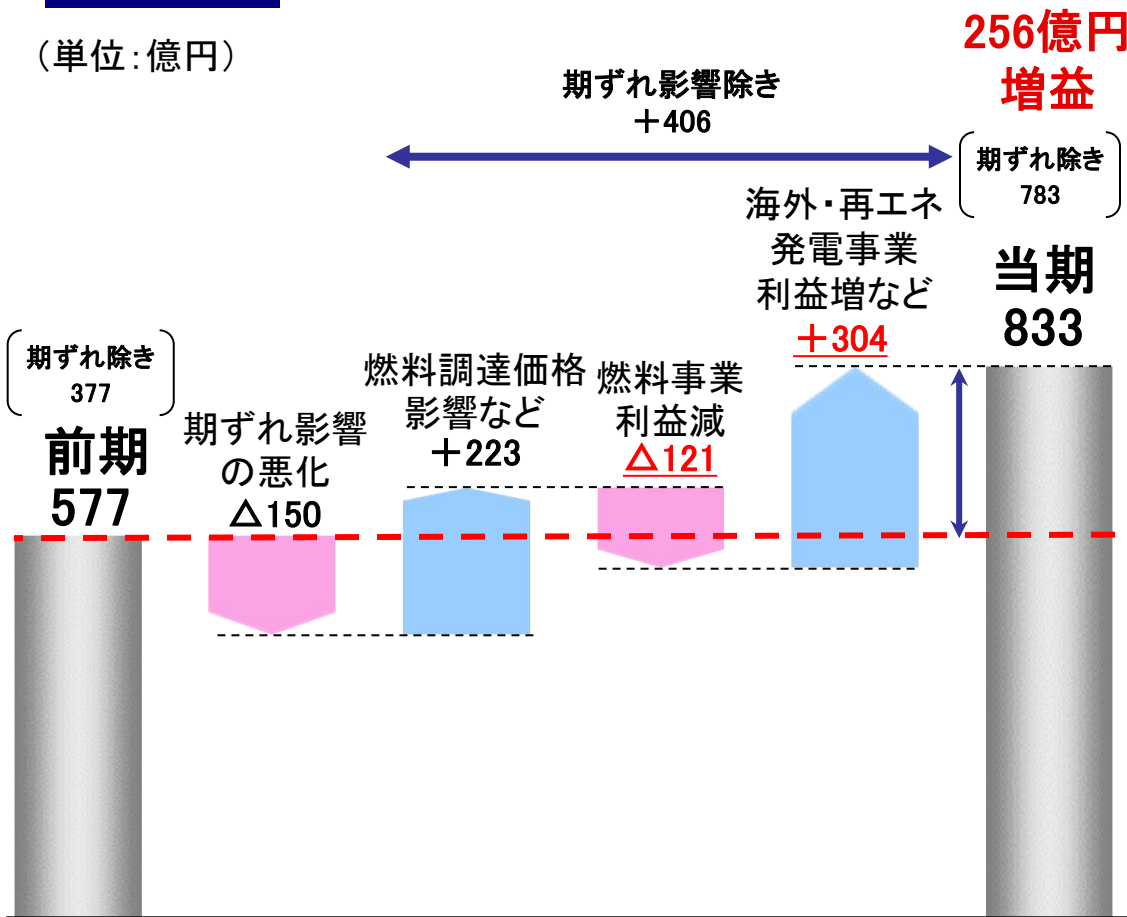 (単位:億円)
256億円
増益
期ずれ影響除き
+406
期ずれ除き
783
海外・再エネ
発電事業
利益増など
+304
当期
833
期ずれ除き
377
前期
577
期ずれ影響
の悪化
△150
燃料調達価格
影響など
+223
燃料事業
利益減
△121